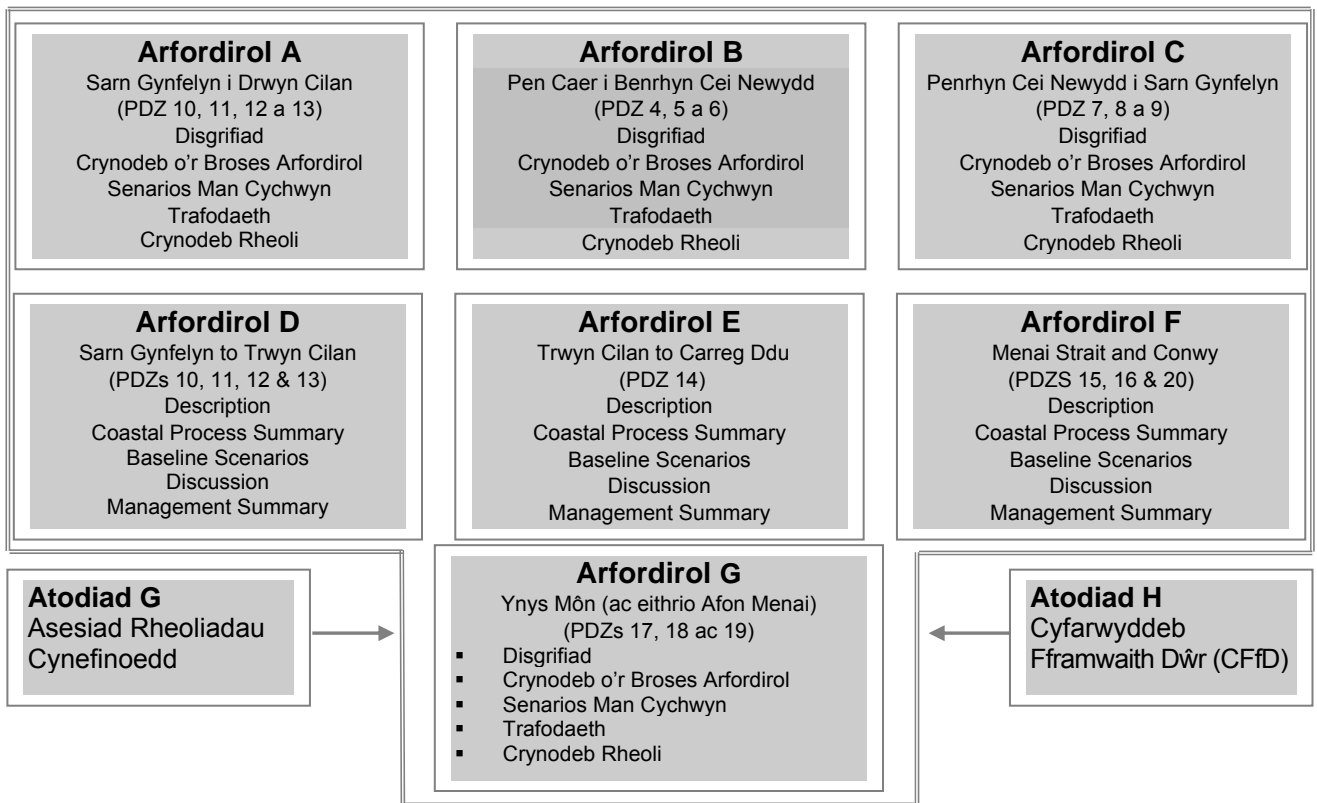 Arfordirol A
Sarn Gynfelyn i Drwyn Cilan
(PDZ 10, 11, 12 a 13)
Disgrifiad
Crynodeb o'r Broses Arfordirol
Senarios Man Cychwyn
Trafodaeth
Crynodeb Rheoli
Arfordirol B
Pen Caer i Benrhyn Cei Newydd
(PDZ 4, 5 a 6)
Disgrifiad
Crynodeb o'r Broses Arfordirol
Senarios Man Cychwyn
Trafodaeth
Crynodeb Rheoli
Arfordirol C
Penrhyn Cei Newydd i Sarn Gynfelyn
(PDZ 7, 8 a 9)
Disgrifiad
Crynodeb o'r Broses Arfordirol
Senarios Man Cychwyn
Trafodaeth
Crynodeb Rheoli
Arfordirol D
Sarn Gynfelyn to Trwyn Cilan
(PDZs 10, 11, 12 & 13)
Description
Coastal Process Summary
Baseline Scenarios
Discussion
Management Summary
Arfordirol E
Trwyn Cilan to Carreg Ddu
(PDZ 14)
Description
Coastal Process Summary
Baseline Scenarios
Discussion
Management Summary
Arfordirol F
Menai Strait and Conwy
(PDZS 15, 16 & 20)
Description
Coastal Process Summary
Baseline Scenarios
Discussion
Management Summary
Atodiad G
Asesiad Rheoliadau
Cynefinoedd
Arfordirol G
Ynys Môn (ac eithrio Afon Menai)
(PDZs 17, 18 ac 19)
▪ Disgrifiad
▪ Crynodeb o'r Broses Arfordirol
▪ Senarios Man Cychwyn
▪ Trafodaeth
▪ Crynodeb Rheoli
Atodiad H
Cyfarwyddeb
Fframwaith Dŵr (CFfD)